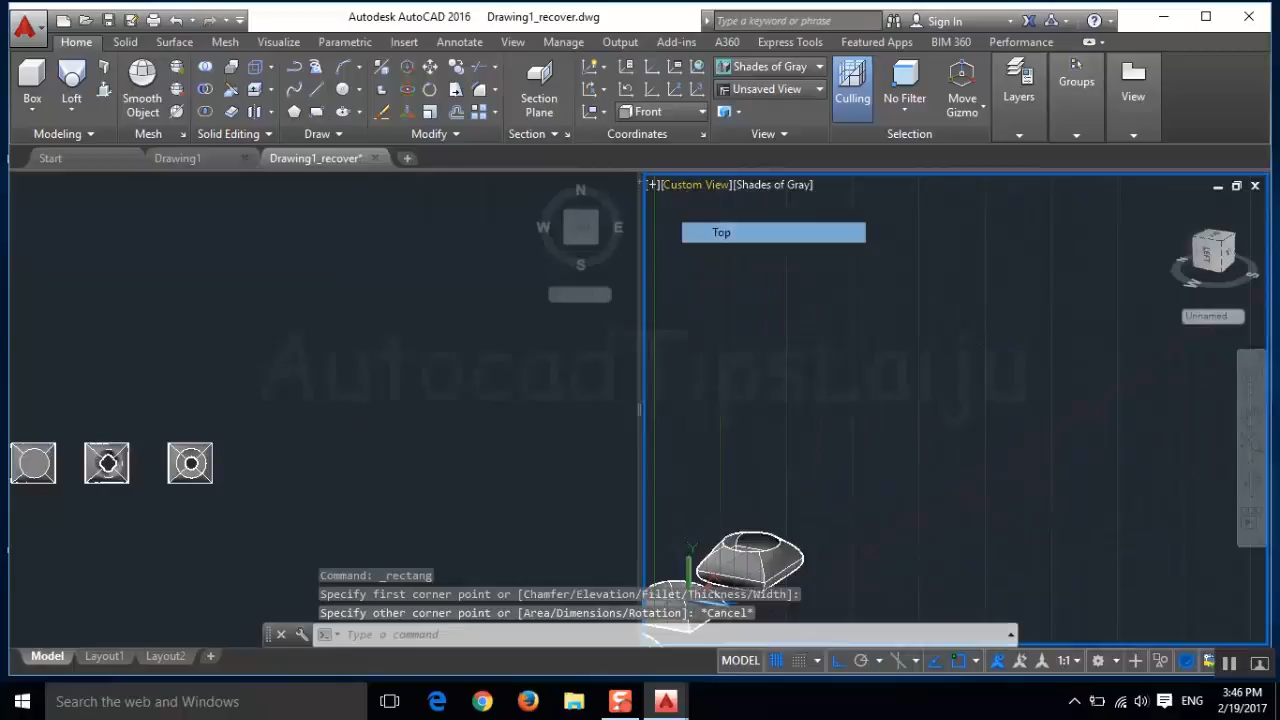 Autodesk AutoCAD 2016 Drawing1_recover.dwg
Type a keyword or phrase
Sign In
Home Solid Surface Mesh Visualize Parametric Insert Annotate View Manage Output Add-ins A360 Express Tools Featured Apps BIM 360 Performance
Shades of Gray
Unsaved View
Front
Box Loft Smooth Object Section Plane Culling No Filter Move Gizmo Layers Groups View
Modeling Mesh Solid Editing Draw Modify Section Coordinates View Selection
Start Drawing1 Drawing1_recover* +
[+][Custom View][Shades of Gray]
N
W E
S
Top
LEFT
Unnamed
AutocadTipsLaiju
Y
Command: _rectang
Specify first corner point or [Chamfer/Elevation/Fillet/Thickness/Width]:
Specify other corner point or [Area/Dimensions/Rotation]: *Cancel*
Type a command
Model Layout1 Layout2 +
MODEL 1:1
Search the web and Windows
ENG
3:46 PM
2/19/2017